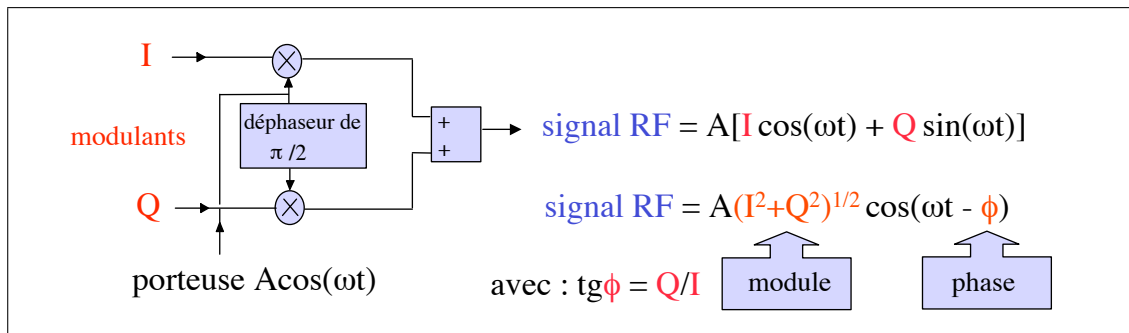 I
modulants
déphaseur de
π /2
Q
porteuse Acos(ωt)
+
+
signal RF = A[I cos(ωt) + Q sin(ωt)]
signal RF = A(I²+Q²)¹/² cos(ωt - ϕ)
avec : tgϕ = Q/I
module
phase